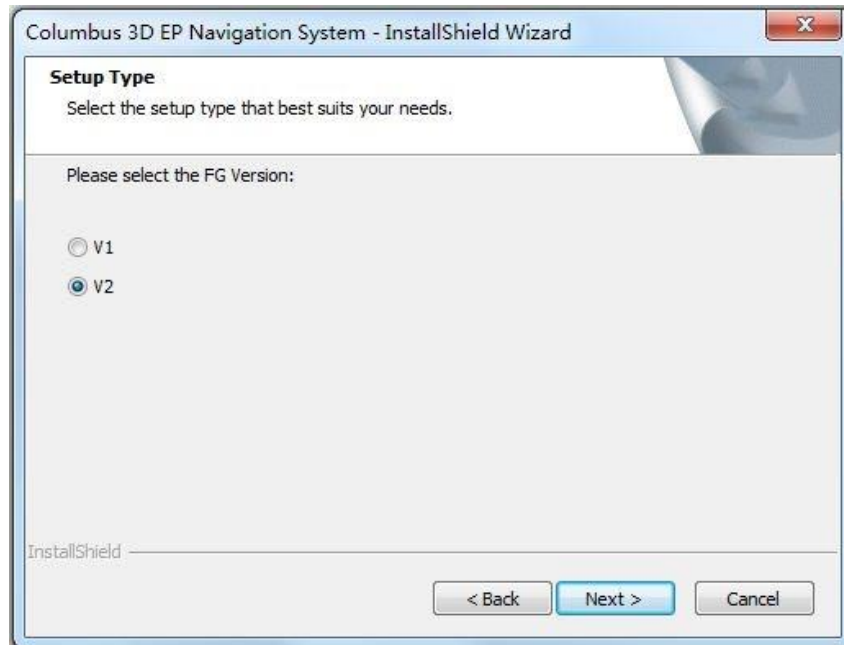 Columbus 3D EP Navigation System - InstallShield Wizard
Setup Type
Select the setup type that best suits your needs.
Please select the FG Version:
V1
V2
InstallShield
< Back Next > Cancel